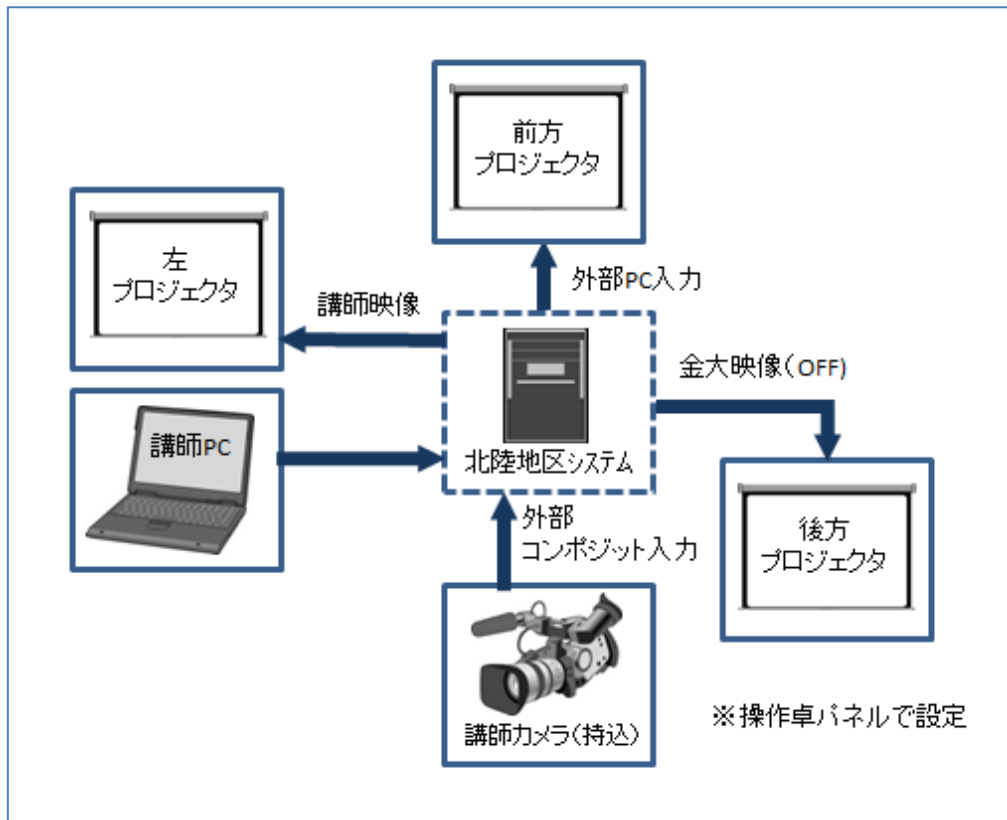 前方
プロジェクタ
左
プロジェクタ
講師映像
外部PC入力
金大映像(OFF)
講師PC
北陸地区システム
外部
コンポジット入力
後方
プロジェクタ
講師カメラ(持込)
※操作卓パネルで設定